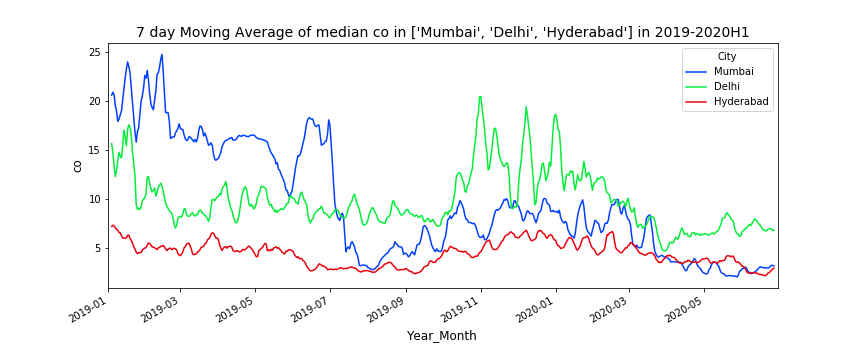 7 day Moving Average of median co in ['Mumbai', 'Delhi', 'Hyderabad'] in 2019-2020H1
City
Mumbai
Delhi
Hyderabad
25
20
15
10
5
co
2019-01
2019-03
2019-05
2019-07
2019-09
2019-11
2020-01
2020-03
2020-05
Year_Month